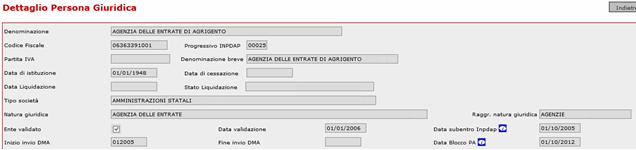 Dettaglio Persona Giuridica
Indietro
Denominazione AGENZIA DELLE ENTRATE DI AGRIGENTO
Codice Fiscale 06363391001 Progressivo INPDAP 00025
Partita IVA Denominazione breve AGENZIA DELLE ENTRATE DI AGRIGENTO
Data di istituzione 01/01/1948 Data di cessazione
Data Liquidazione Stato Liquidazione
Tipo società AMMINISTRAZIONI STATALI
Natura giuridica AGENZIA DELLE ENTRATE Raggr. natura giuridica AGENZIE
Ente validato Data validazione 01/01/2006 Data subentro Inpdap 01/10/2005
Inizio invio DMA 012005 Fine invio DMA Data Blocco PA 01/10/2012